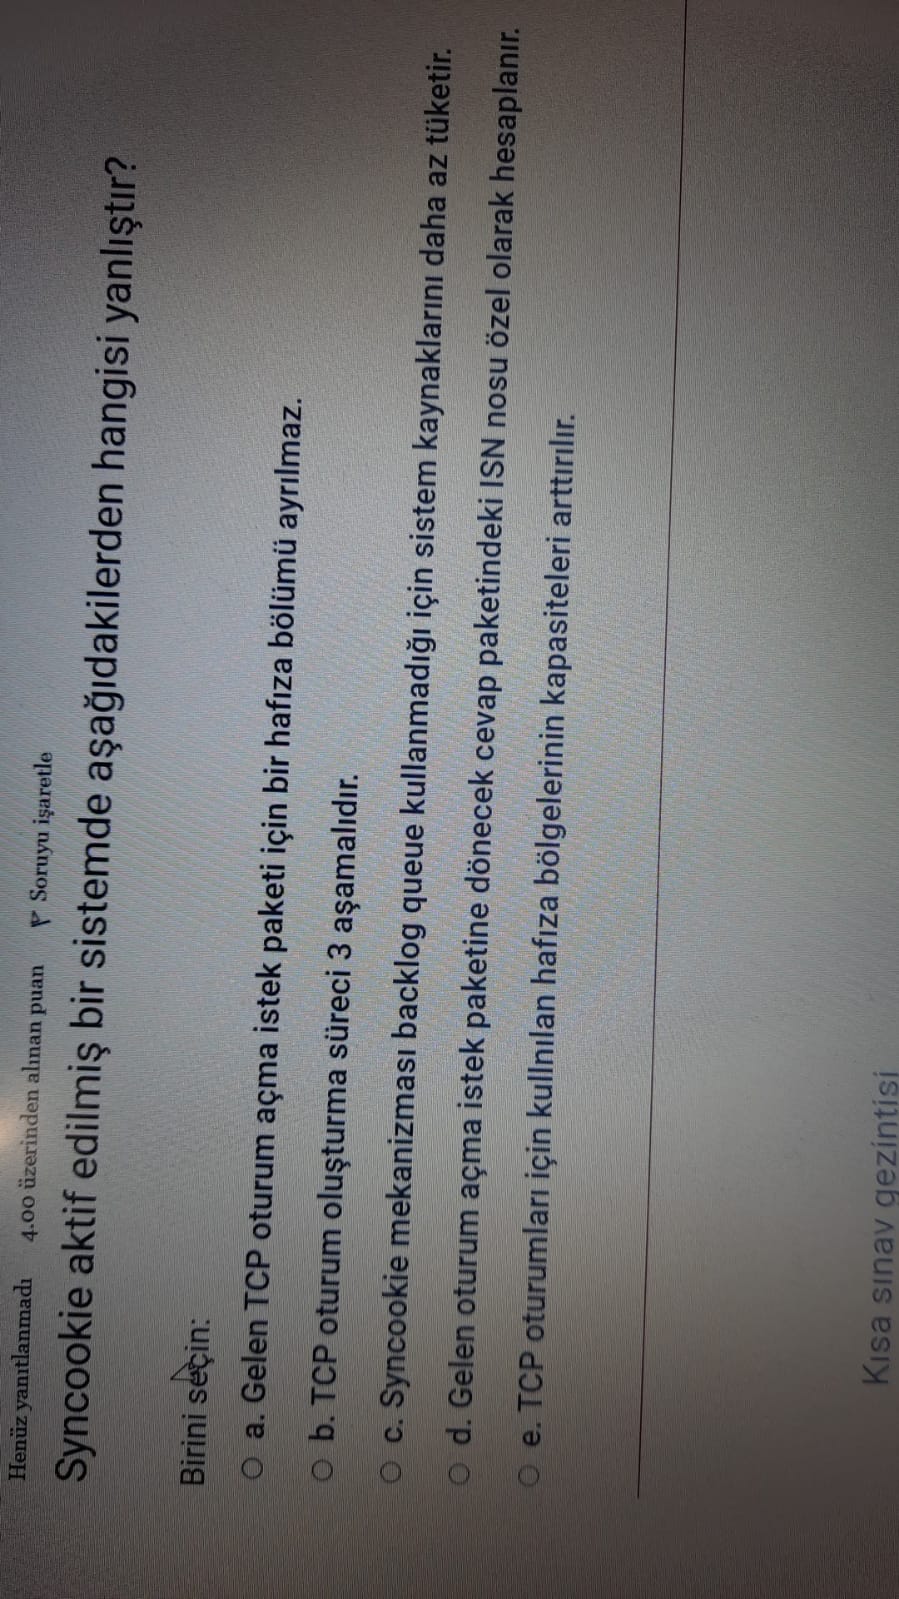 Henüz yanıtlanmadı 4.00 üzerinden alınan puan Soruyu işaretle
Syncookie aktif edilmiş bir sistemde aşağıdakilerden hangisi yanlıştır?
Birini seçin:
a. Gelen TCP oturum açma istek paketi için bir hafıza bölümü ayrılmaz.
b. TCP oturum oluşturma süreci 3 aşamalıdır.
c. Syncookie mekanizması backlog queue kullanmadığı için sistem kaynaklarını daha az tüketir.
d. Gelen oturum açma istek paketine dönecek cevap paketindeki ISN nosu özel olarak hesaplanır.
e. TCP oturumları için kullnılan hafıza bölgelerinin kapasiteleri arttırılır.
Kısa sınav gezintisi